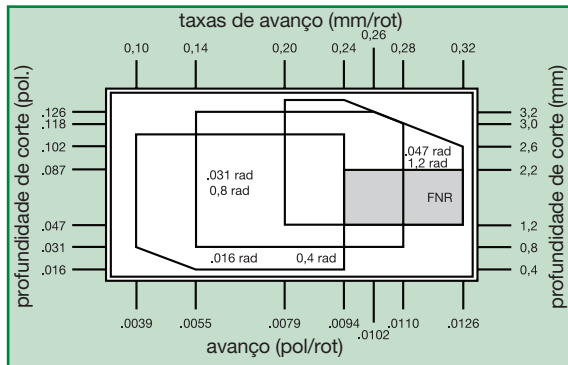 taxas de avanço (mm/rot)
0,10 0,14 0,20 0,24 0,26 0,28 0,32
profundidade de corte (pol.)
.126
.118
.102
.087
.047
.031
.016
.031 rad
0,8 rad
.047 rad
1,2 rad
FNR
.016 rad 0,4 rad
3,2
3,0
2,6
2,2
1,2
0,8
0,4
profundidade de corte (mm)
.0039 .0055 .0079 .0094 .0102 .0110 .0126
avanço (pol/rot)